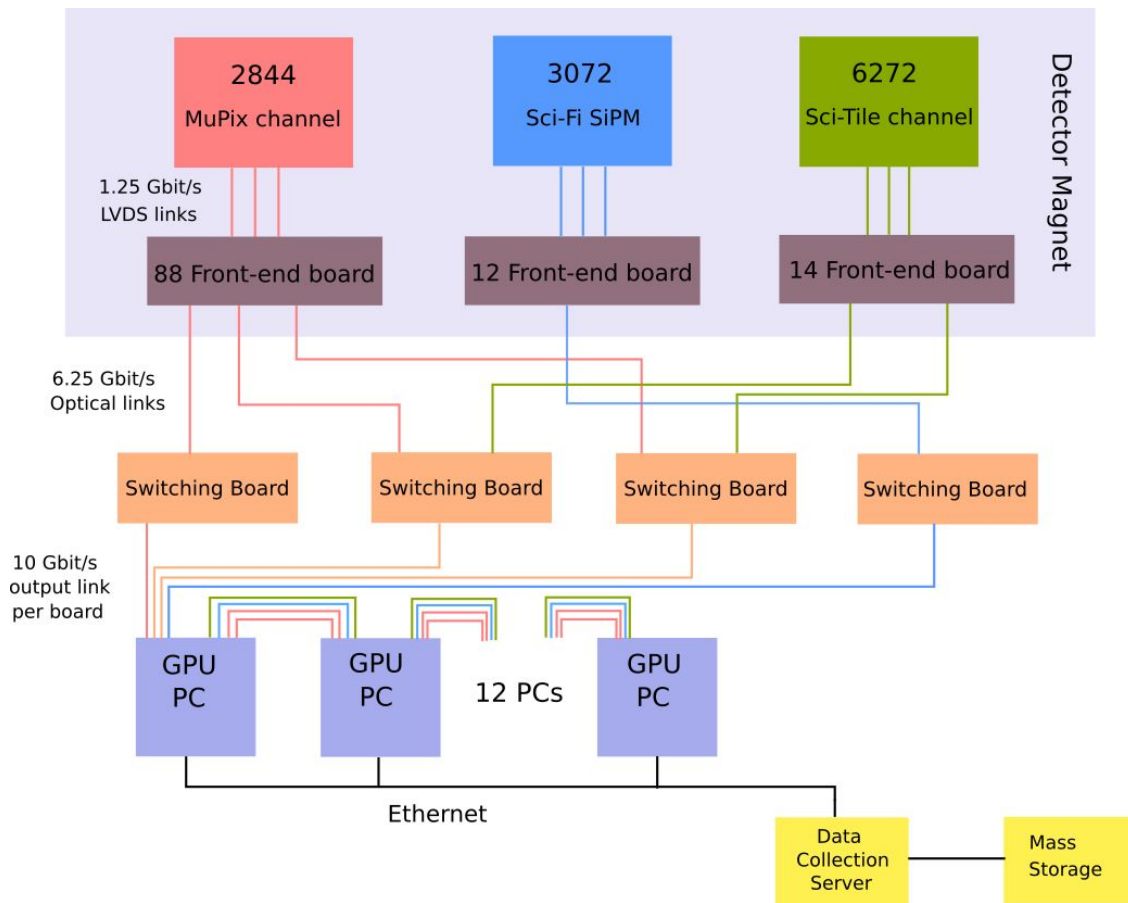 2844
MuPix channel
3072
Sci-Fi SiPM
6272
Sci-Tile channel
Detector Magnet
1.25 Gbit/s
LVDS links
88 Front-end board
12 Front-end board
14 Front-end board
6.25 Gbit/s
Optical links
Switching Board
Switching Board
Switching Board
Switching Board
10 Gbit/s
output link
per board
GPU
PC
GPU
PC
12 PCs
GPU
PC
Ethernet
Data
Collection
Server
Mass
Storage